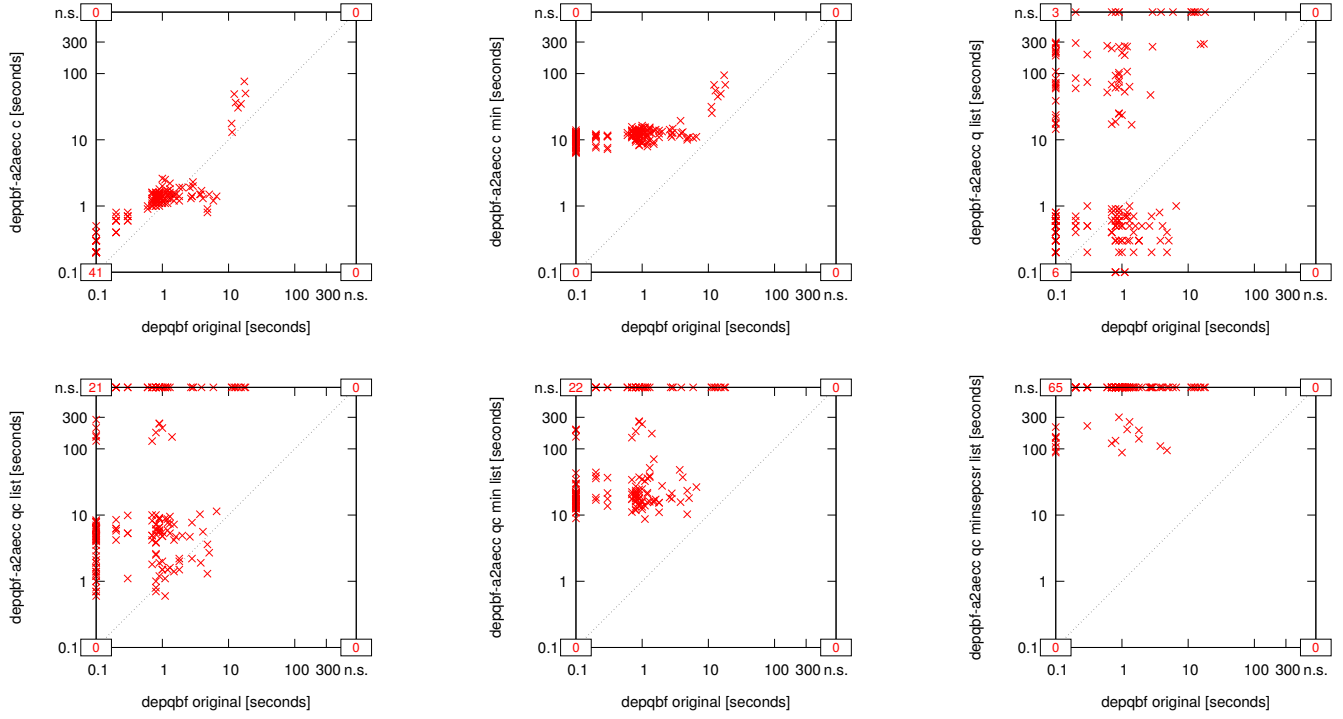 n.s. 0 0
300
100
10
1
0.1 41 0
0.1 1 10 100 300 n.s.
depqbf original [seconds]
depqbf-a2aecc c [seconds]
n.s. 0 0
300
100
10
1
0.1 0 0
0.1 1 10 100 300 n.s.
depqbf original [seconds]
depqbf-a2aecc c min [seconds]
n.s. 3 0
300
100
10
1
0.1 6 0
0.1 1 10 100 300 n.s.
depqbf original [seconds]
depqbf-a2aecc q list [seconds]
n.s. 21 0
300
100
10
1
0.1 0 0
0.1 1 10 100 300 n.s.
depqbf original [seconds]
depqbf-a2aecc qc list [seconds]
n.s. 22 0
300
100
10
1
0.1 0 0
0.1 1 10 100 300 n.s.
depqbf original [seconds]
depqbf-a2aecc qc min list [seconds]
n.s. 65 0
300
100
10
1
0.1 0 0
0.1 1 10 100 300 n.s.
depqbf original [seconds]
depqbf-a2aecc qc minsepcsr list [seconds]